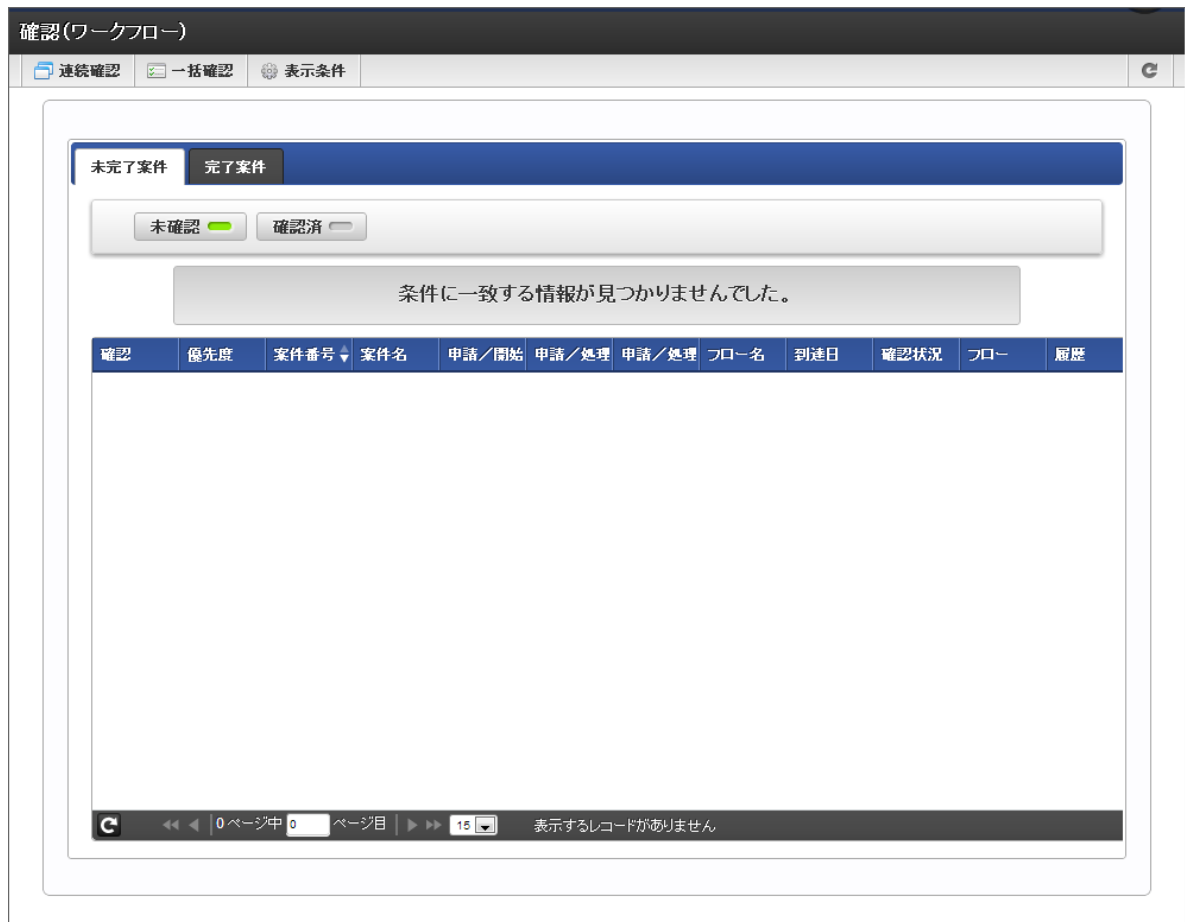 確認(ワークフロー)
連続確認 一括確認 表示条件
未完了案件 完了案件
未確認 確認済
条件に一致する情報が見つかりませんでした。
確認 優先度 案件番号 案件名 申請／開始 申請／処理 申請／処理 フロー名 到達日 確認状況 フロー 履歴
0 ページ中 0 ページ目 15 表示するレコードがありません